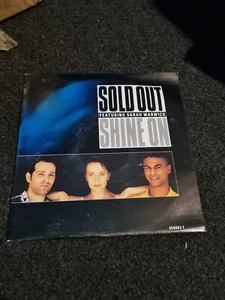 SOLD OUT
FEATURING SARAH WARWICK
SHINE ON